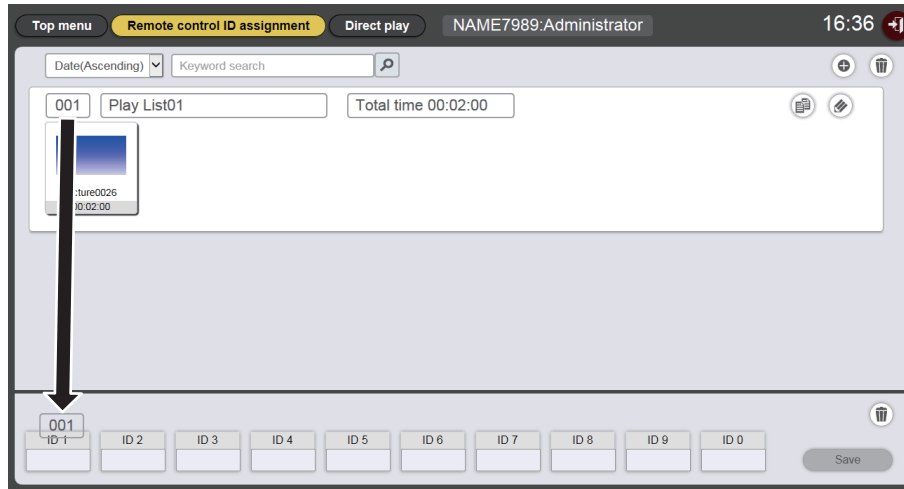 Top menu Remote control ID assignment Direct play NAME7989:Administrator 16:36
Date(Ascending) Keyword search
001 Play List01 Total time 00:02:00
cture0026
00:02:00
001
ID 1 ID 2 ID 3 ID 4 ID 5 ID 6 ID 7 ID 8 ID 9 ID 0
Save